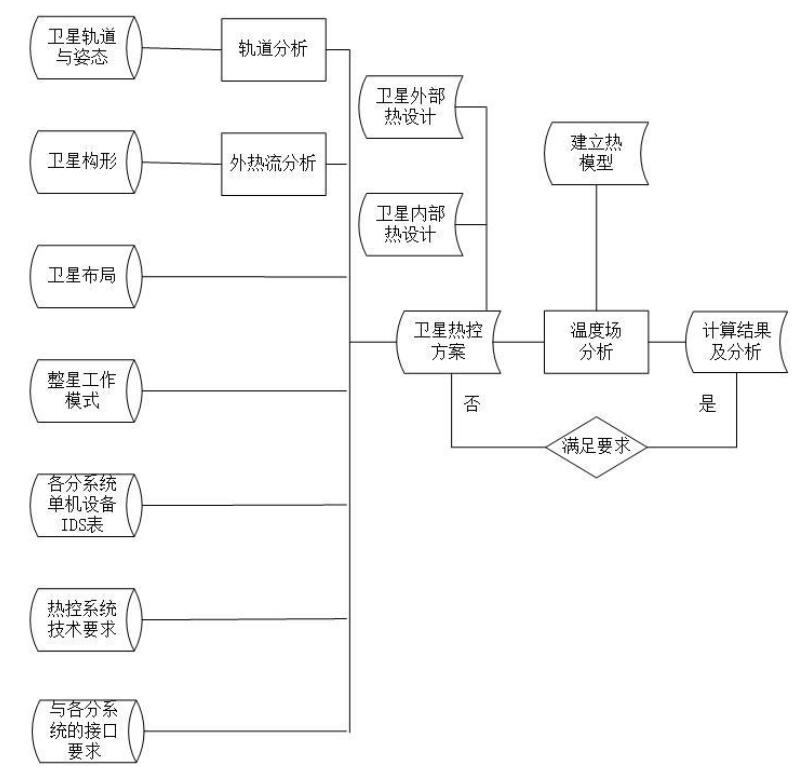 卫星轨道
与姿态
轨道分析
卫星外部
热设计
建立热
模型
卫星构形
外热流分析
卫星内部
热设计
卫星布局
卫星热控
方案
温度场
分析
计算结果
及分析
整星工作
模式
否
是
满足要求
各分系统
单机设备
IDS表
热控系统
技术要求
与各分系
统的接口
要求